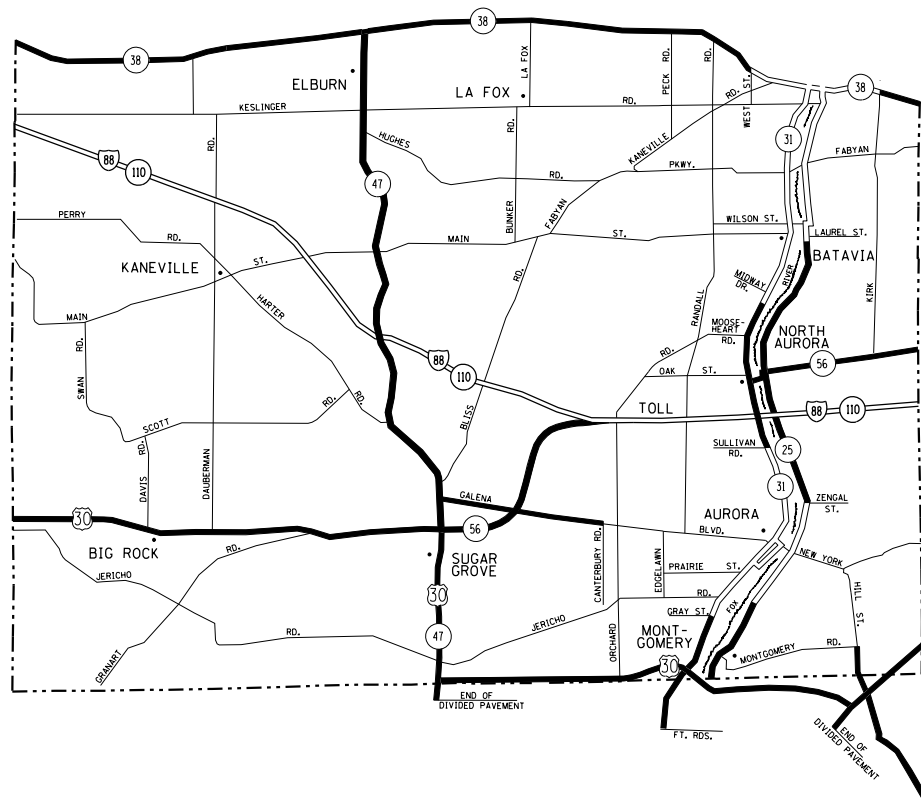 38
38
LA FOX
PECK RD.
RD.
ELBURN
LA FOX
WEST ST.
38
KESLINGER
RD.
RD.
KANEVILLE
RD.
RD.
31
HUGHES
FABYAN
88
110
PKWY.
RD.
47
BUNKER
FABYAN
PERRY
RD.
MAIN
ST.
WILSON ST.
LAUREL ST.
KANEVILLE
ST.
BATAVIA
RD.
RIVER
MIDWAY
DR.
KIRK
HARTER
MAIN
RANDALL
MOOSE-
HEART
RD.
NORTH
AURORA
RD.
RD.
88
56
110
OAK ST.
SWAN
RD.
RD.
BLISS
TOLL
88
110
SCOTT
RD.
SULLIVAN
RD.
25
DAVIS
DAUBERMAN
31
GALENA
ZENGAL
ST.
30
56
BLVD.
AURORA
BIG ROCK
RD.
SUGAR
GROVE
CANTERBURY RD.
EDGELAWN
PRAIRIE ST.
NEW YORK
JERICHO
30
RD.
HILL ST.
GRAY ST.
FOX
RD.
47
JERICHO
ORCHARD
MONT-
GOMERY
MONTGOMERY
RD.
GRANART
30
END OF
DIVIDED PAVEMENT
FT. RDS.
END OF
DIVIDED PAVEMENT